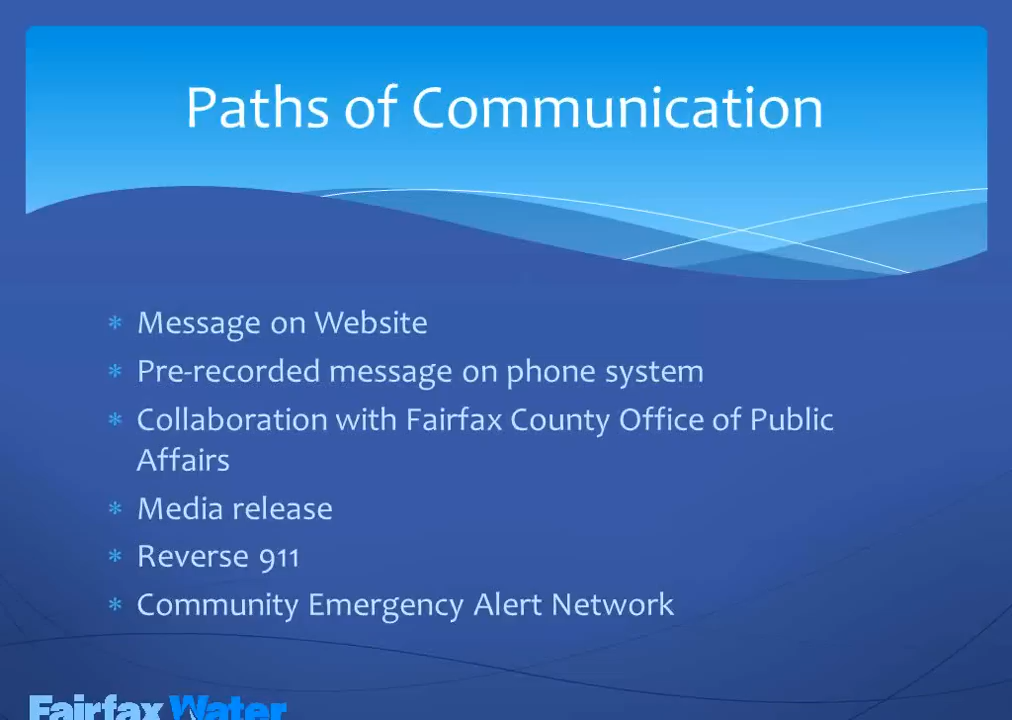 Paths of Communication
* Message on Website
* Pre-recorded message on phone system
* Collaboration with Fairfax County Office of Public
Affairs
* Media release
* Reverse 911
* Community Emergency Alert Network
Fairfax Water